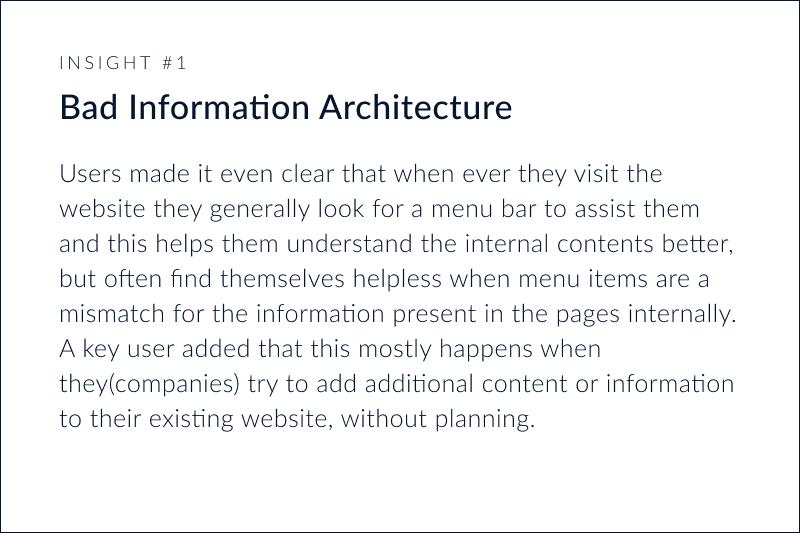 INSIGHT #1
Bad Information Architecture
Users made it even clear that when ever they visit the
website they generally look for a menu bar to assist them
and this helps them understand the internal contents better,
but often find themselves helpless when menu items are a
mismatch for the information present in the pages internally.
A key user added that this mostly happens when
they(companies) try to add additional content or information
to their existing website, without planning.